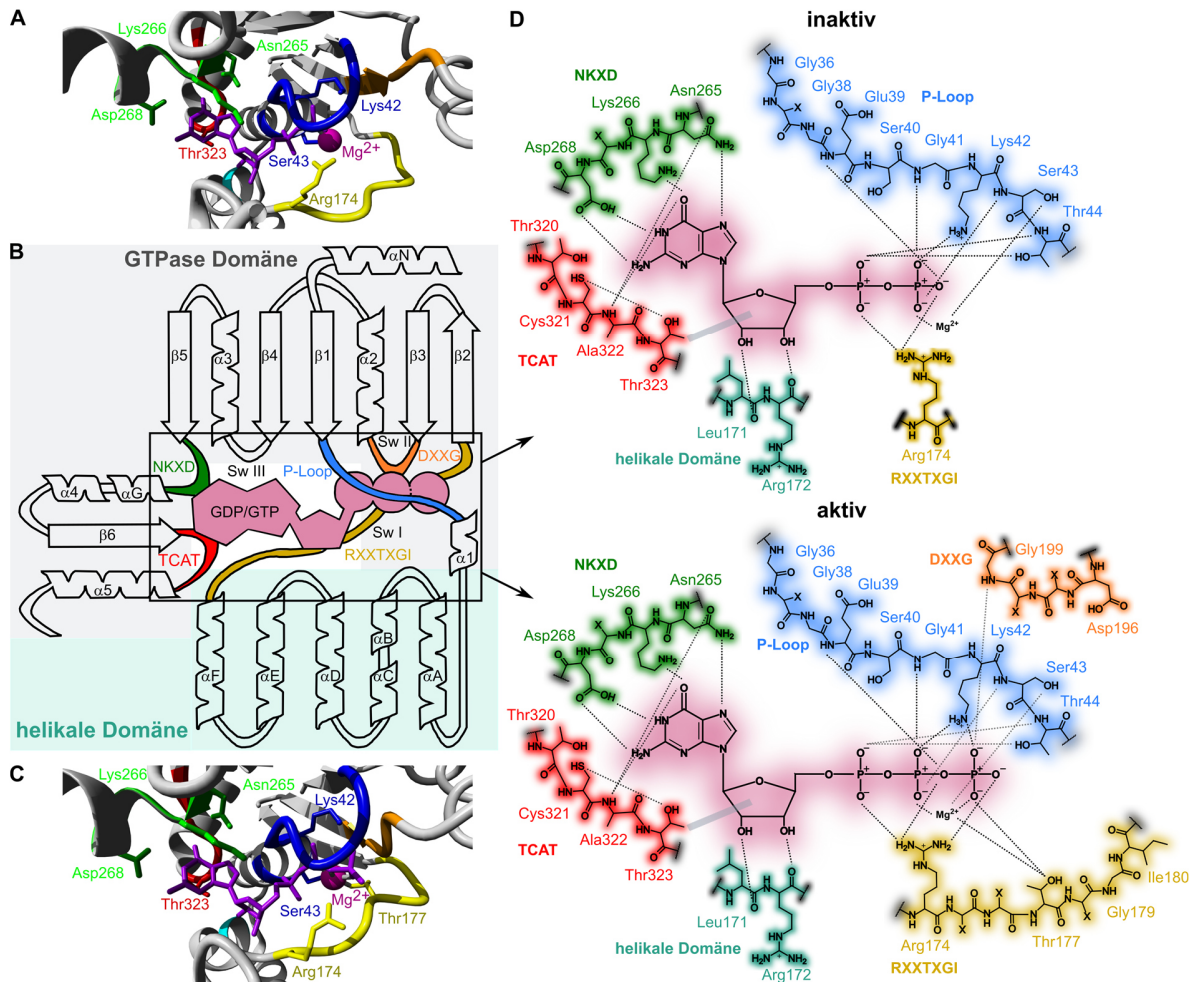 A
Lys266
Asn265
Lys42
Asp268
Thr323
Ser43
Mg2+
Arg174
B
GTPase Domäne
αN
β5
α3
β4
β1
α2
β3
β2
NKXD
Sw III
P-Loop
Sw II
DXXG
α4
αG
GDP/GTP
β6
Sw I
TCAT
RXXTXGI
α1
α5
αF
αE
αD
αB
αC
αA
helikale Domäne
C
Lys266
Asn265
Lys42
Asp268
Mg2+
Thr323
Ser43
Thr177
Arg174
D
inaktiv
NKXD
Asn265
Lys266
Asp268
Gly36
Gly38
Glu39
P-Loop
Ser40
Gly41
Lys42
Ser43
Thr44
Thr320
Cys321
Ala322
TCAT
Thr323
Mg²⁺
Leu171
helikale Domäne
Arg172
Arg174
RXXTXGI
aktiv
NKXD
Asn265
Lys266
Asp268
Gly36
Gly38
Glu39
P-Loop
Ser40
Gly41
Lys42
DXXG
Gly199
Asp196
Ser43
Thr44
Thr320
Cys321
Ala322
TCAT
Thr323
Mg²⁺
Leu171
helikale Domäne
Arg172
Arg174
RXXTXGI
Thr177
Gly179
Ile180